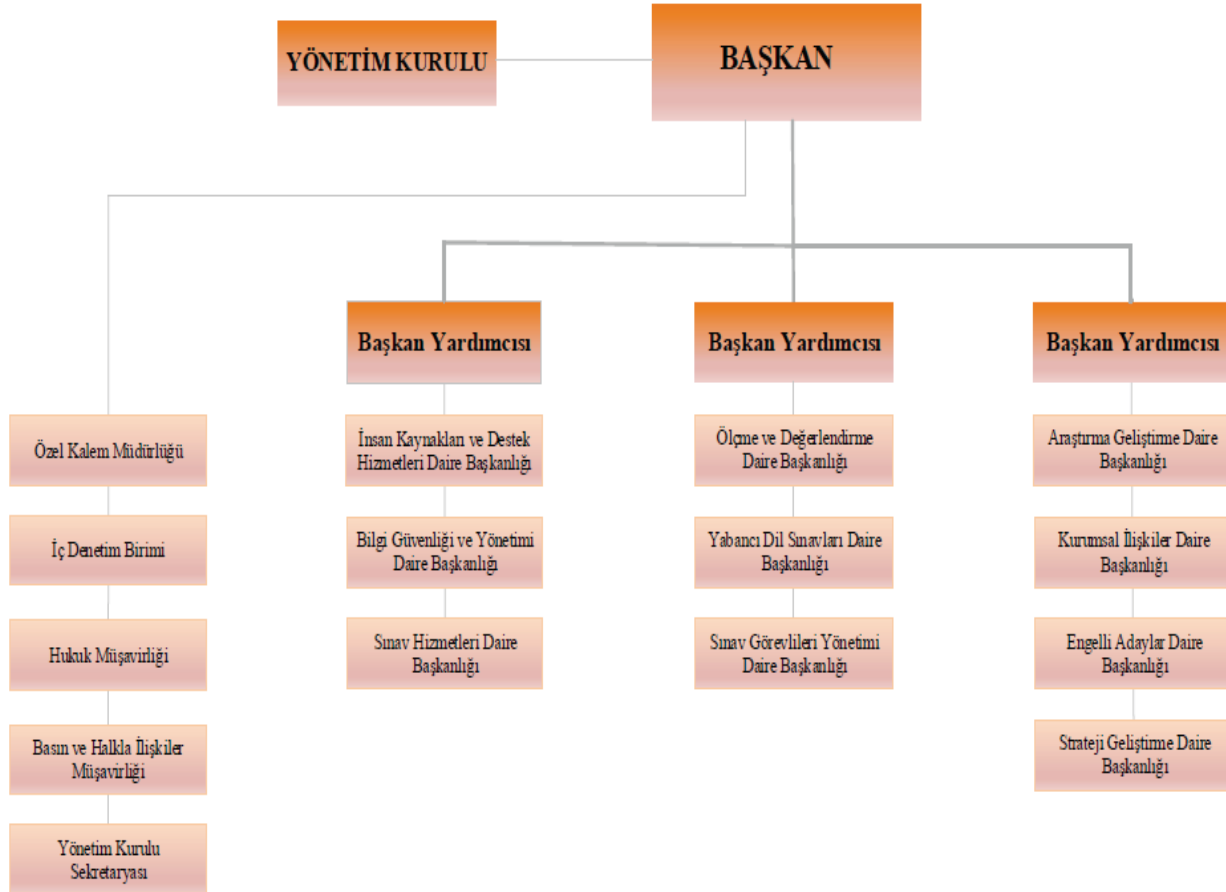 YÖNETİM KURULU
BAŞKAN
Başkan Yardımcısı
Başkan Yardımcısı
Başkan Yardımcısı
Özel Kalem Müdürlüğü
İç Denetim Birimi
Hukuk Müşavirliği
Basın ve Halkla İlişkiler
Müşavirliği
Yönetim Kurulu
Sekretaryası
İnsan Kaynakları ve Destek
Hizmetleri Daire Başkanlığı
Bilgi Güvenliği ve Yönetimi
Daire Başkanlığı
Sınav Hizmetleri Daire
Başkanlığı
Ölçme ve Değerlendirme
Daire Başkanlığı
Yabancı Dil Sınavları Daire
Başkanlığı
Sınav Görevlileri Yönetimi
Daire Başkanlığı
Araştırma Geliştirme Daire
Başkanlığı
Kurumsal İlişkiler Daire
Başkanlığı
Engelli Adaylar Daire
Başkanlığı
Strateji Geliştirme Daire
Başkanlığı